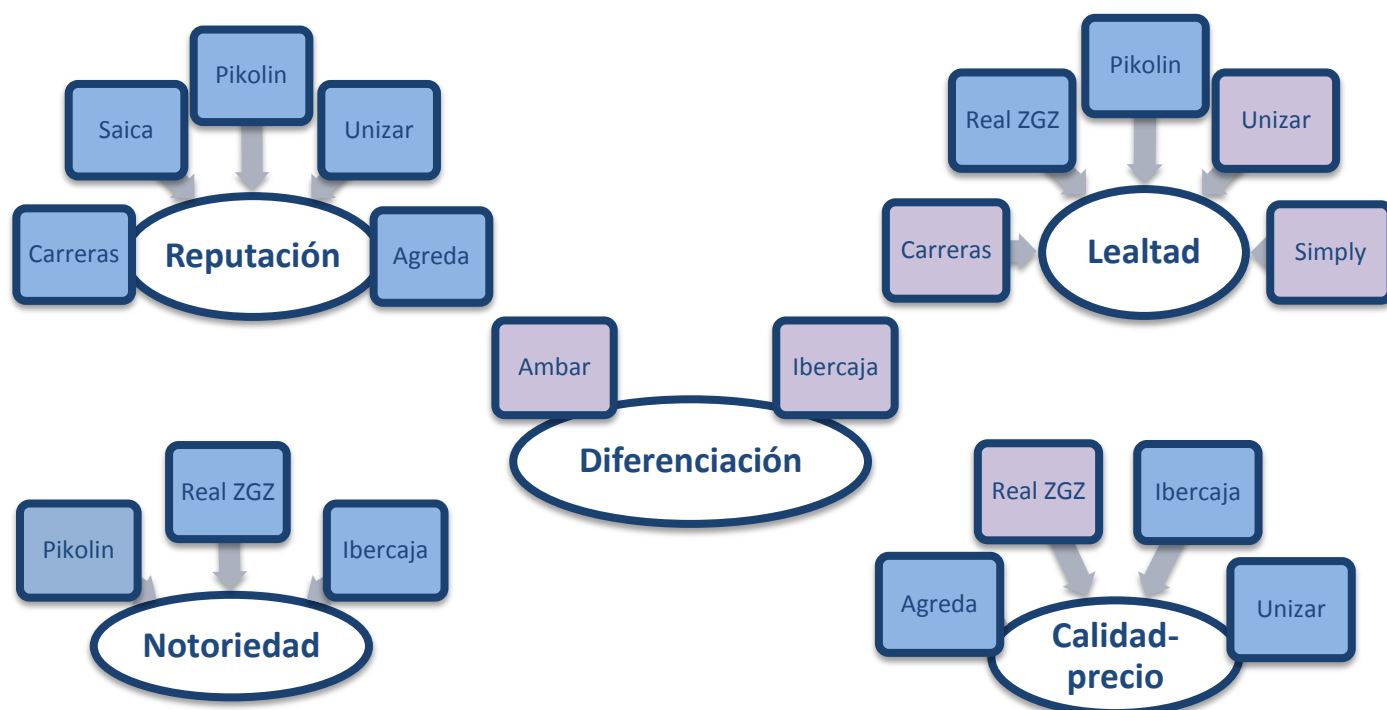 Pikolin
Saica
Unizar
Carreras
Reputación
Agreda
Pikolin
Real ZGZ
Unizar
Carreras
Lealtad
Simply
Ambar
Ibercaja
Diferenciación
Real ZGZ
Pikolin
Ibercaja
Notoriedad
Real ZGZ
Ibercaja
Agreda
Unizar
Calidad-
precio